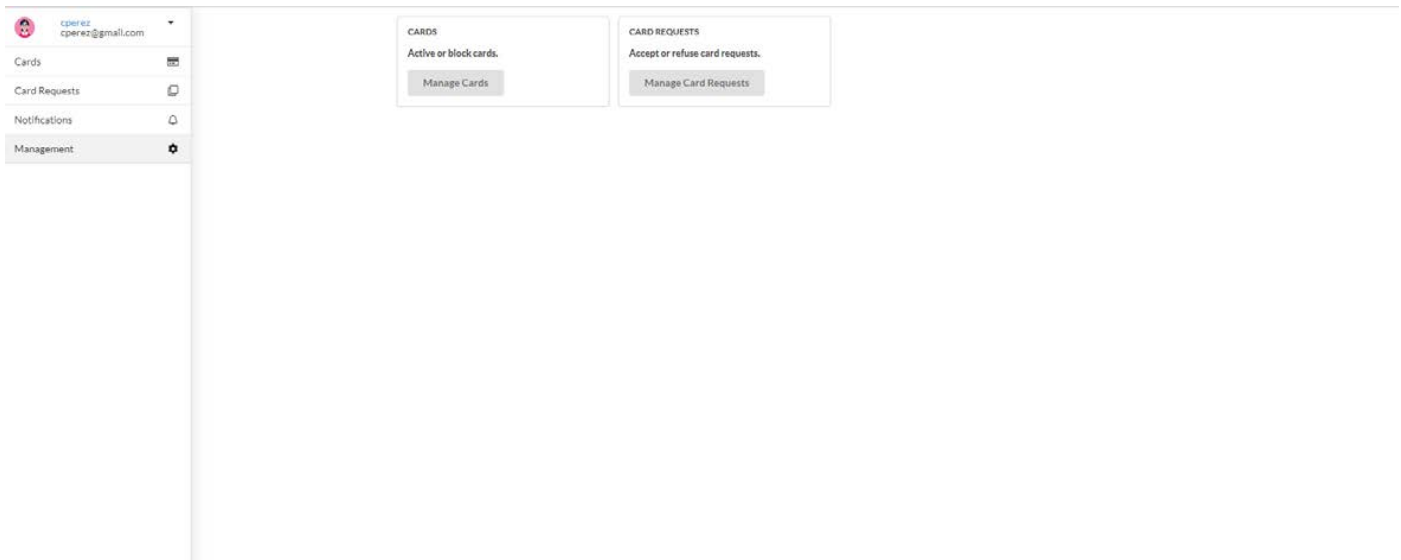 cperez
cperez@gmail.com
Cards
Card Requests
Notifications
Management
CARDS
Active or block cards.
Manage Cards
CARD REQUESTS
Accept or refuse card requests.
Manage Card Requests